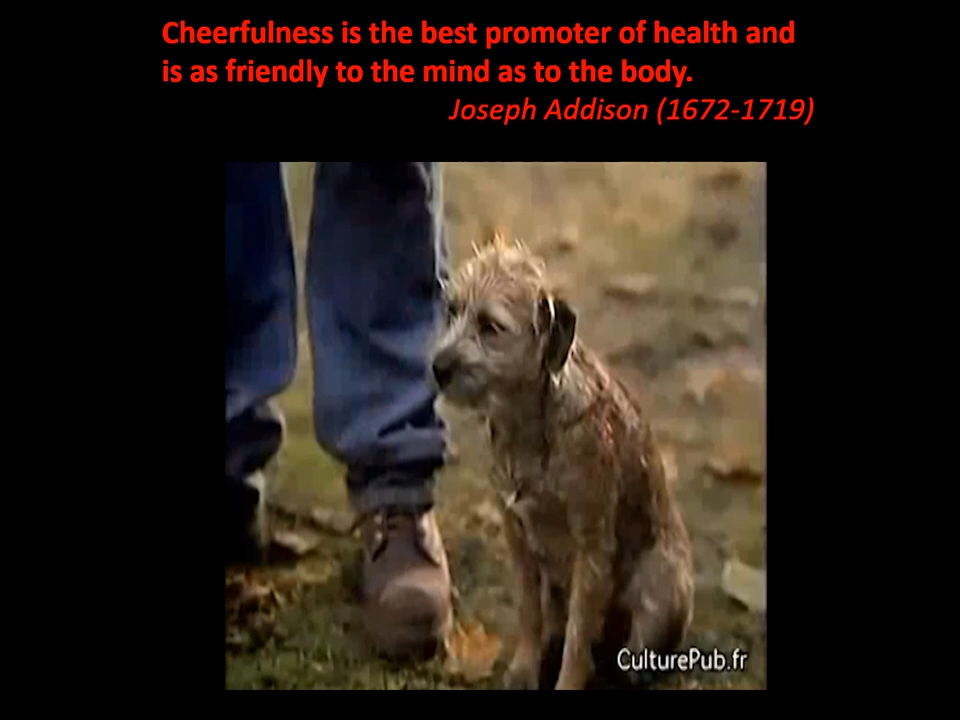 Cheerfulness is the best promoter of health and
is as friendly to the mind as to the body.
Joseph Addison (1672-1719)
CulturePub.fr